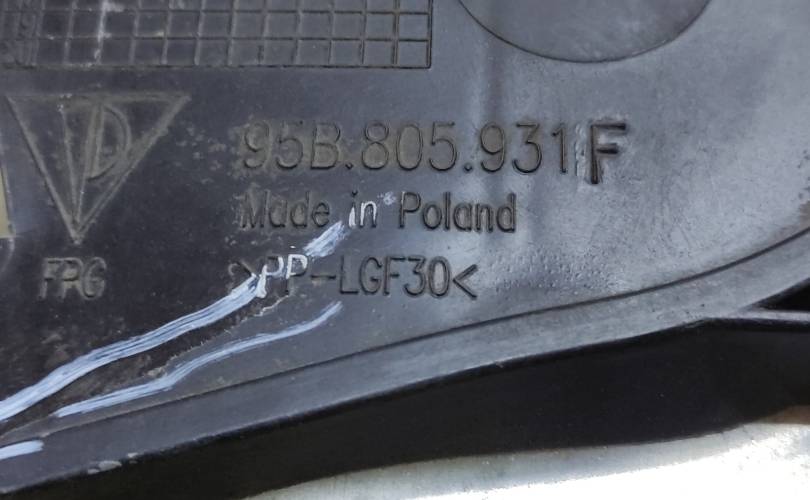 95B.805.931 F
Made in Poland
FPG
>PP-LGF30<